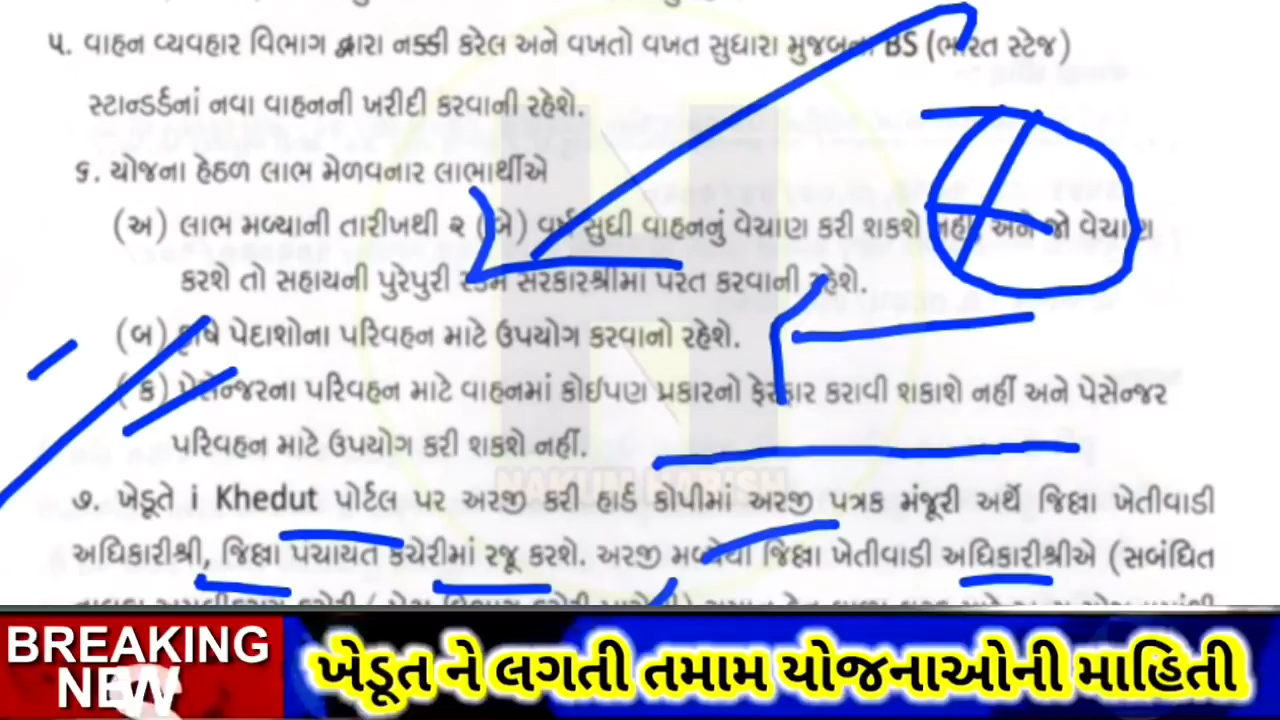 ૫. વાહન વ્યવહાર વિભાગ દ્વારા નક્કી કરેલ અને વખતો વખત સુધારા મુજબના BS (ભારત સ્ટેજ)
સ્ટાન્ડર્ડનાં નવા વાહનની ખરીદી કરવાની રહેશે.
૬. યોજના હેઠળ લાભ મેળવનાર લાભાર્થીએ
(અ) લાભ મળ્યાની તારીખથી ૨ (બે) વર્ષ સુધી વાહનનું વેચાણ કરી શકશે નહીં અને જો વેચાણ
કરશે તો સહાયની પુરેપુરી રકમ સરકારશ્રીમાં પરત કરવાની રહેશે.
(બ) કૃષિ પેદાશોના પરિવહન માટે ઉપયોગ કરવાનો રહેશે.
(ક) પેસેન્જરના પરિવહન માટે વાહનમાં કોઈપણ પ્રકારનો ફેરફાર કરાવી શકાશે નહીં અને પેસેન્જર
પરિવહન માટે ઉપયોગ કરી શકશે નહીં.
NAKUM HARISH
૭. ખેડૂતે i Khedut પોર્ટલ પર અરજી કરી હાર્ડ કોપીમાં અરજી પત્રક મંજૂરી અર્થે જિલ્લા ખેતીવાડી
અધિકારીશ્રી, જિલ્લા પંચાયત કચેરીમાં રજૂ કરશે. અરજી મળ્યેથી જિલ્લા ખેતીવાડી અધિકારીશ્રીએ (સબંધિત
BREAKING
NEW
ખેડૂત ને લગતી તમામ યોજનાઓની માહિતી